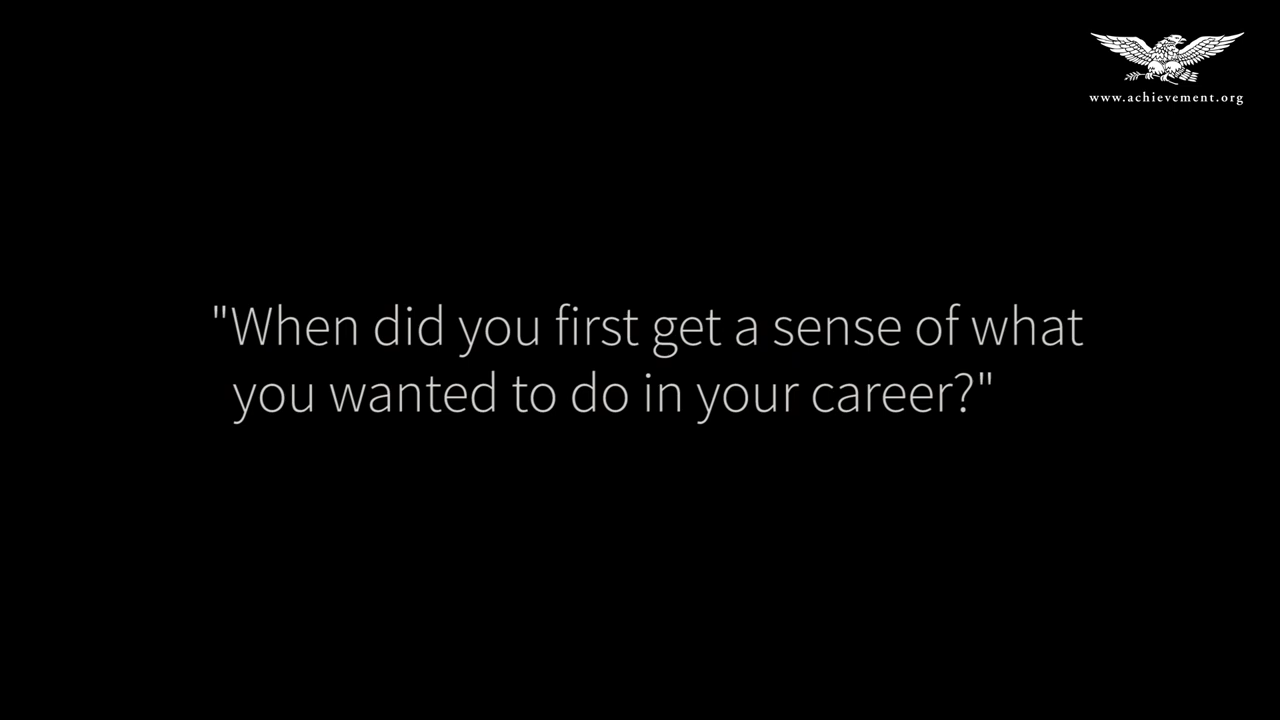 www.achievement.org
"When did you first get a sense of what
you wanted to do in your career?"